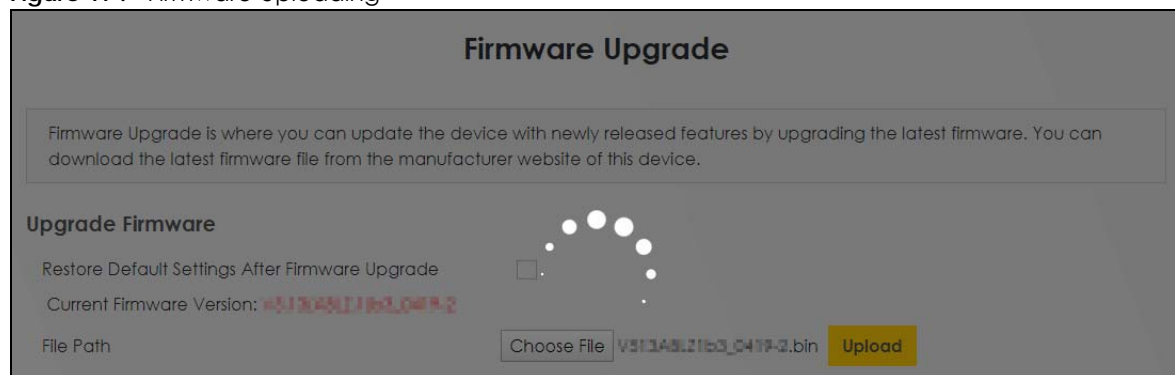 Firmware Upgrade
Firmware Upgrade is where you can update the device with newly released features by upgrading the latest firmware. You can
download the latest firmware file from the manufacturer website of this device.
Upgrade Firmware
Restore Default Settings After Firmware Upgrade
Current Firmware Version:
File Path
Choose File .bin Upload